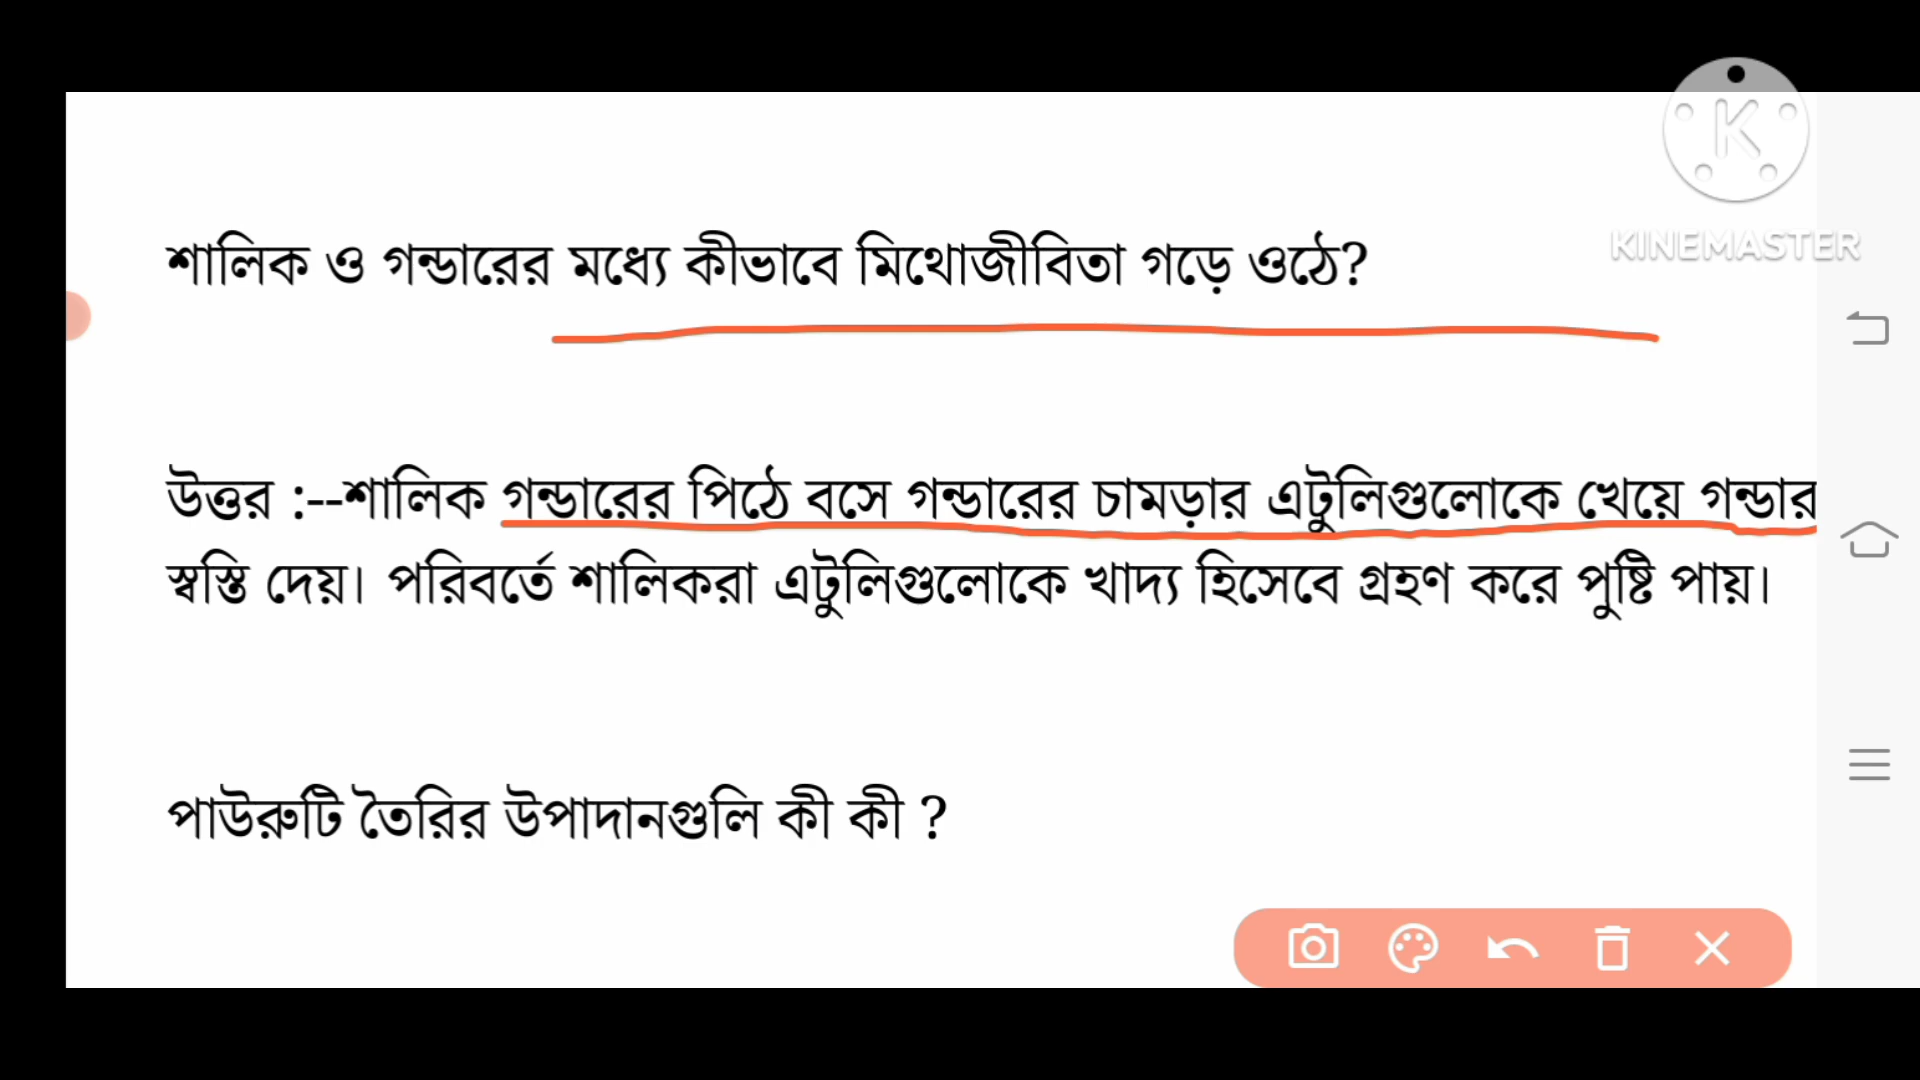 KINEMASTER
শালিক ও গন্ডারের মধ্যে কীভাবে মিথোজীবিতা গড়ে ওঠে?
উত্তর :--শালিক গন্ডারের পিঠে বসে গন্ডারের চামড়ার এটুলিগুলোকে খেয়ে গন্ডার
স্বস্তি দেয়। পরিবর্তে শালিকরা এটুলিগুলোকে খাদ্য হিসেবে গ্রহণ করে পুষ্টি পায়।
পাউরুটি তৈরির উপাদানগুলি কী কী ?